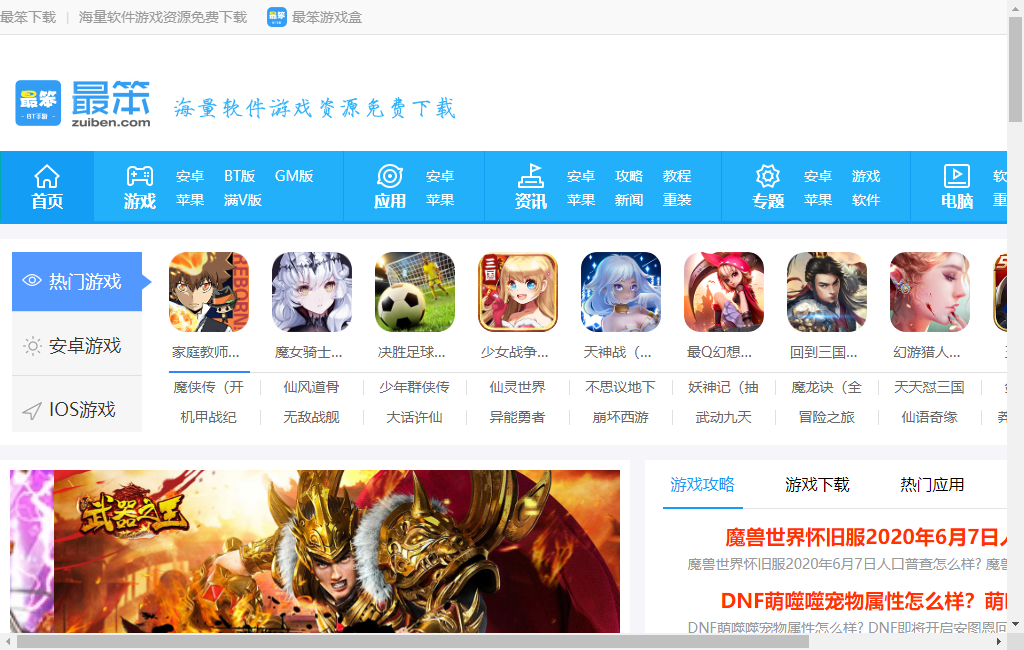 最笨下载 | 海量软件游戏资源免费下载 最笨 最笨游戏盒
最笨
- BT手游 -
最笨
zuiben.com
海量软件游戏资源免费下载
首页
游戏 安卓 BT版 GM版
苹果 满V版
应用 安卓
苹果
资讯 安卓 攻略 教程
苹果 新闻 重装
专题 安卓 游戏
苹果 软件
电脑 软
重
热门游戏
安卓游戏
IOS游戏
REBORN
三国
家庭教师... 魔女骑士... 决胜足球... 少女战争... 天神战（... 最Q幻想... 回到三国... 幻游猎人...
魔侠传（开 仙风道骨 少年群侠传 仙灵世界 不思议地下 妖神记（抽 魔龙诀（全 天天怼三国
机甲战纪 无敌战舰 大话许仙 异能勇者 崩坏西游 武动九天 冒险之旅 仙语奇缘
武器之王
游戏攻略 游戏下载 热门应用
魔兽世界怀旧服2020年6月7日人
魔兽世界怀旧服2020年6月7日人口普查怎么样? 魔兽
DNF萌噬噬宠物属性怎么样？萌
DNF萌噬噬宠物属性怎么样? DNF即将开启安图恩回